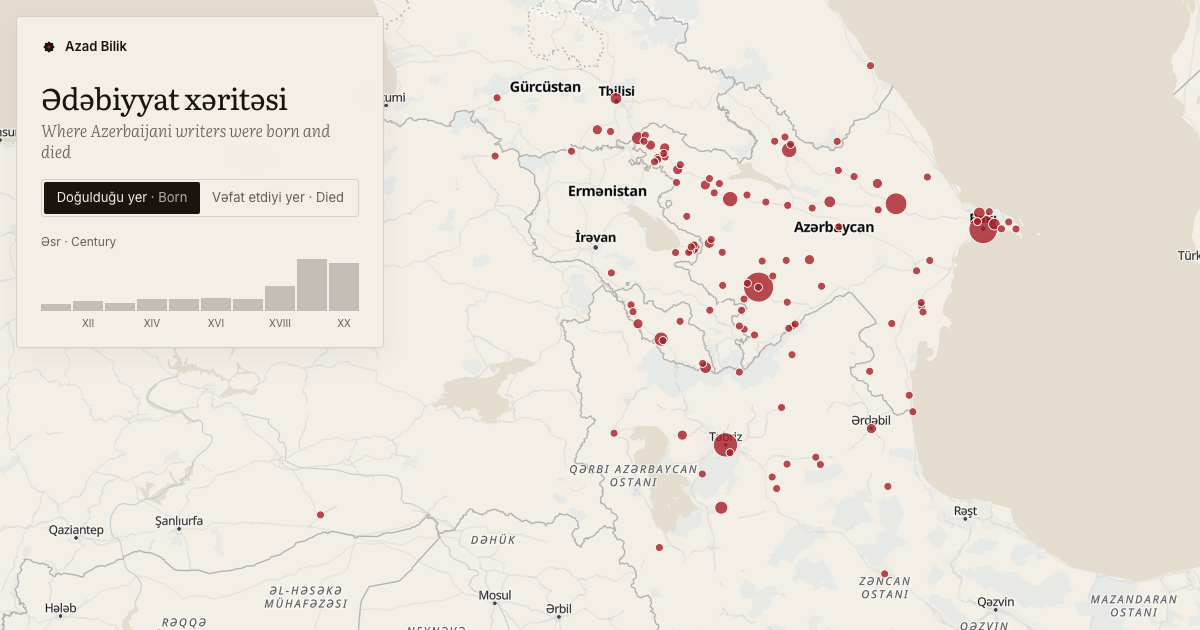 Azad Bilik
Ədəbiyyat xəritəsi
Where Azerbaijani writers were born and
died
Doğulduğu yer · Born
Vəfat etdiyi yer · Died
Əsr · Century
XII
XIV
XVI
XVIII
XX
Gürcüstan
Tbilisi
Ermənistan
İrəvan
Azərbaycan
Təbriz
Ərdəbil
QƏRBİ AZƏRBAYCAN
OSTANI
Rəşt
Qaziantep
Şanlıurfa
DƏHÜK
ƏL-HƏSƏKƏ
MÜHAFƏZƏSI
Mosul
Ərbil
Hələb
RƏQQƏ
ZƏNCAN
OSTANI
Qəzvin
QƏZVİN
MAZANDARAN
OSTANI